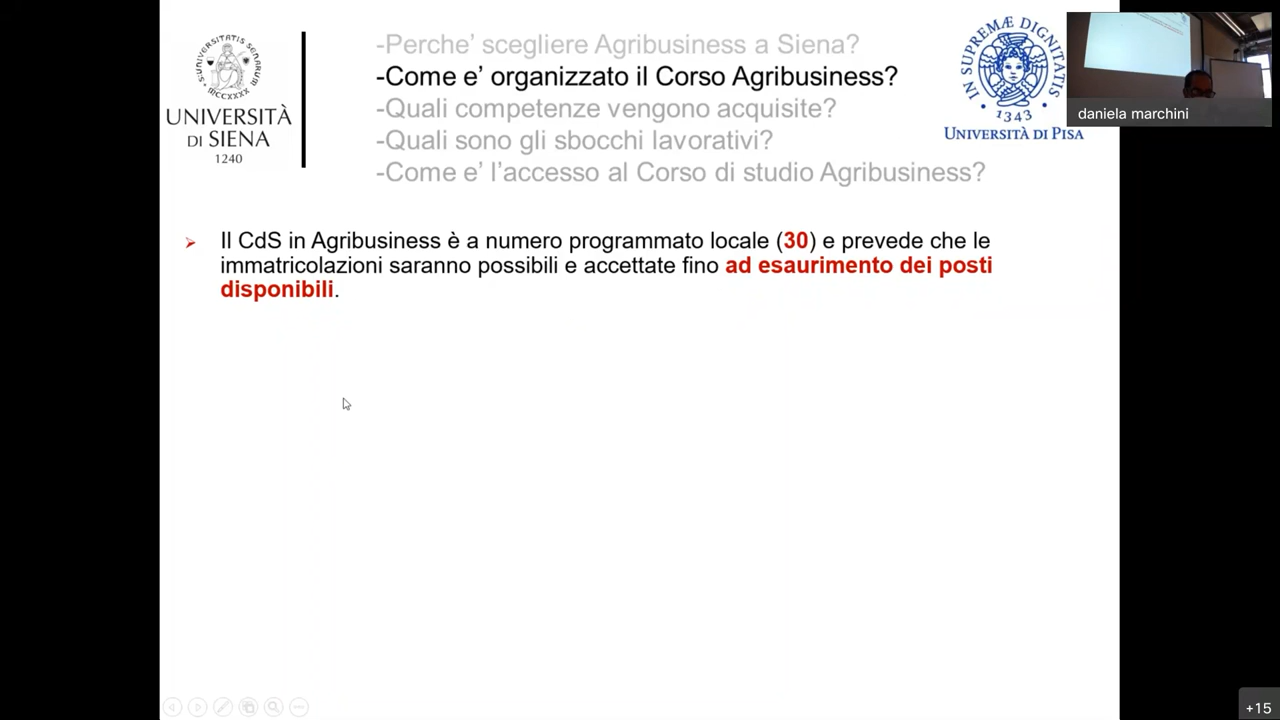 -Perche' scegliere Agribusiness a Siena?
-Come e' organizzato il Corso Agribusiness?
-Quali competenze vengono acquisite?
-Quali sono gli sbocchi lavorativi?
-Come e' l'accesso al Corso di studio Agribusiness?
UNIVERSITÀ
DI SIENA
1240
IN SUPREMÆ DIGNITATIS
1343
UNIVERSITÀ DI PISA
daniela marchini
Il CdS in Agribusiness è a numero programmato locale (30) e prevede che le
immatricolazioni saranno possibili e accettate fino ad esaurimento dei posti
disponibili.
+15